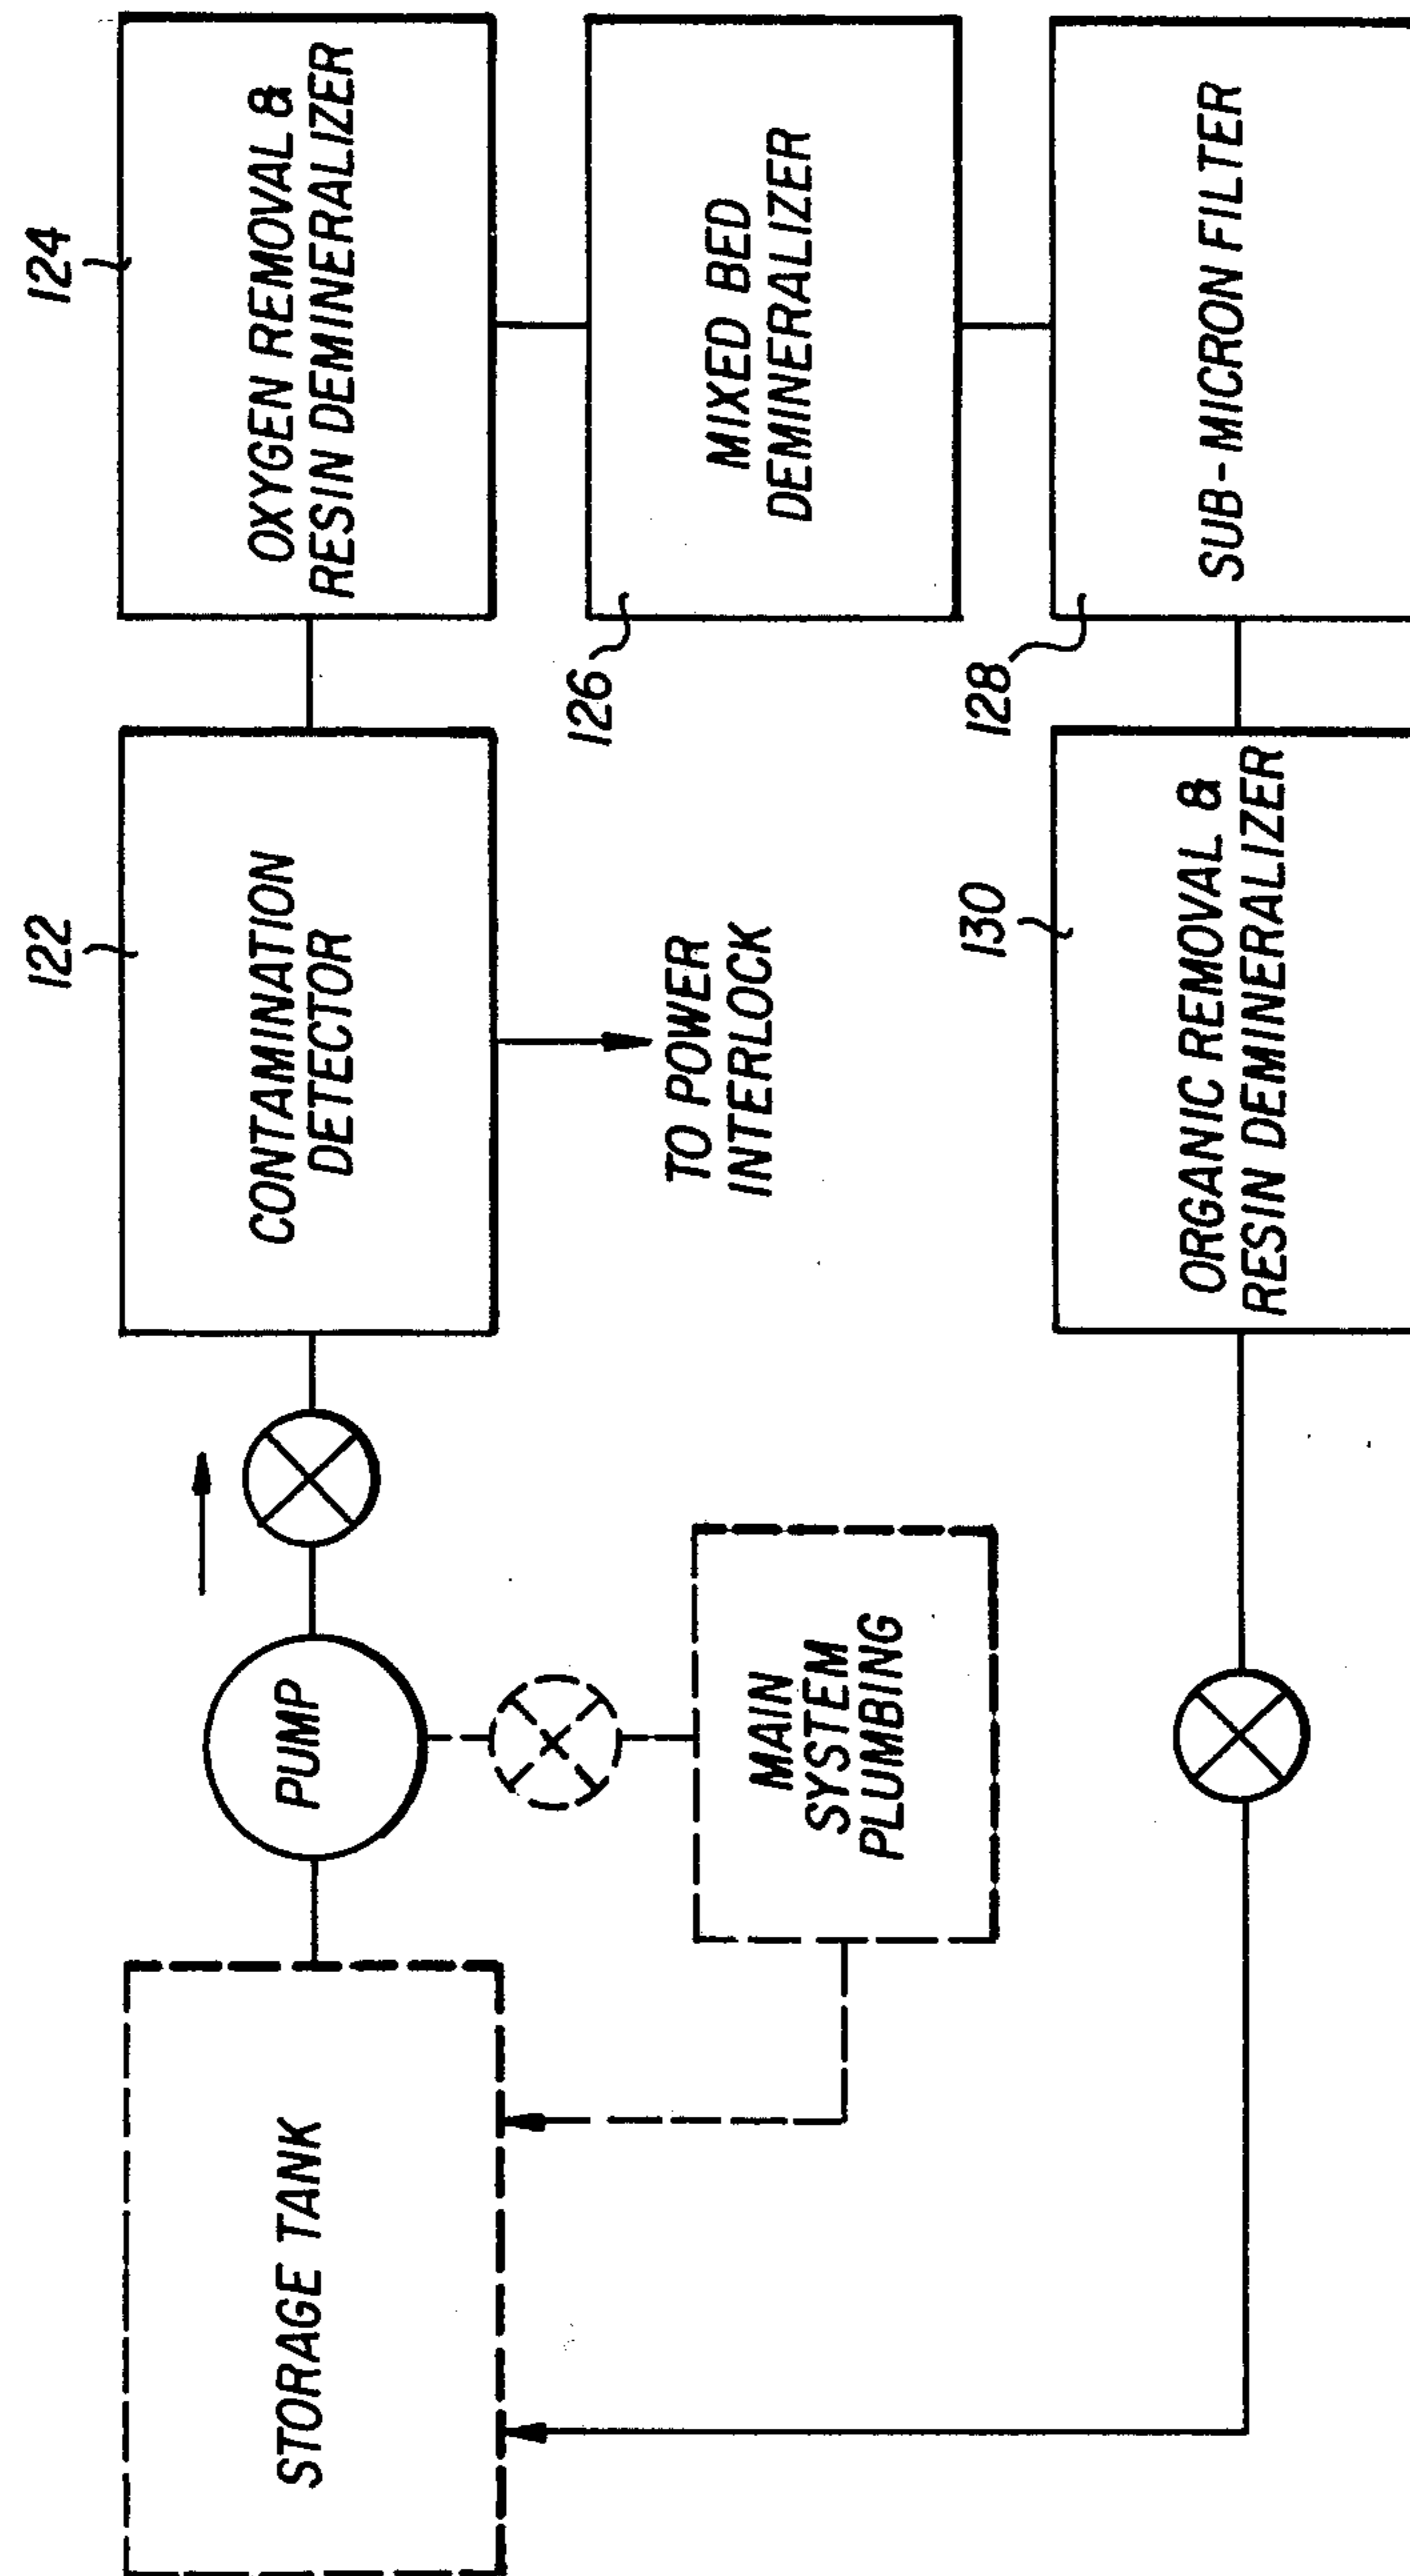 122
124
CONTAMINATION
DETECTOR
OXYGEN REMOVAL &
RESIN DEMINERALIZER
PUMP
STORAGE TANK
TO POWER
INTERLOCK
126
MIXED BED
DEMINERALIZER
MAIN
SYSTEM
PLUMBING
130
128
ORGANIC REMOVAL &
RESIN DEMINERALIZER
SUB-MICRON FILTER